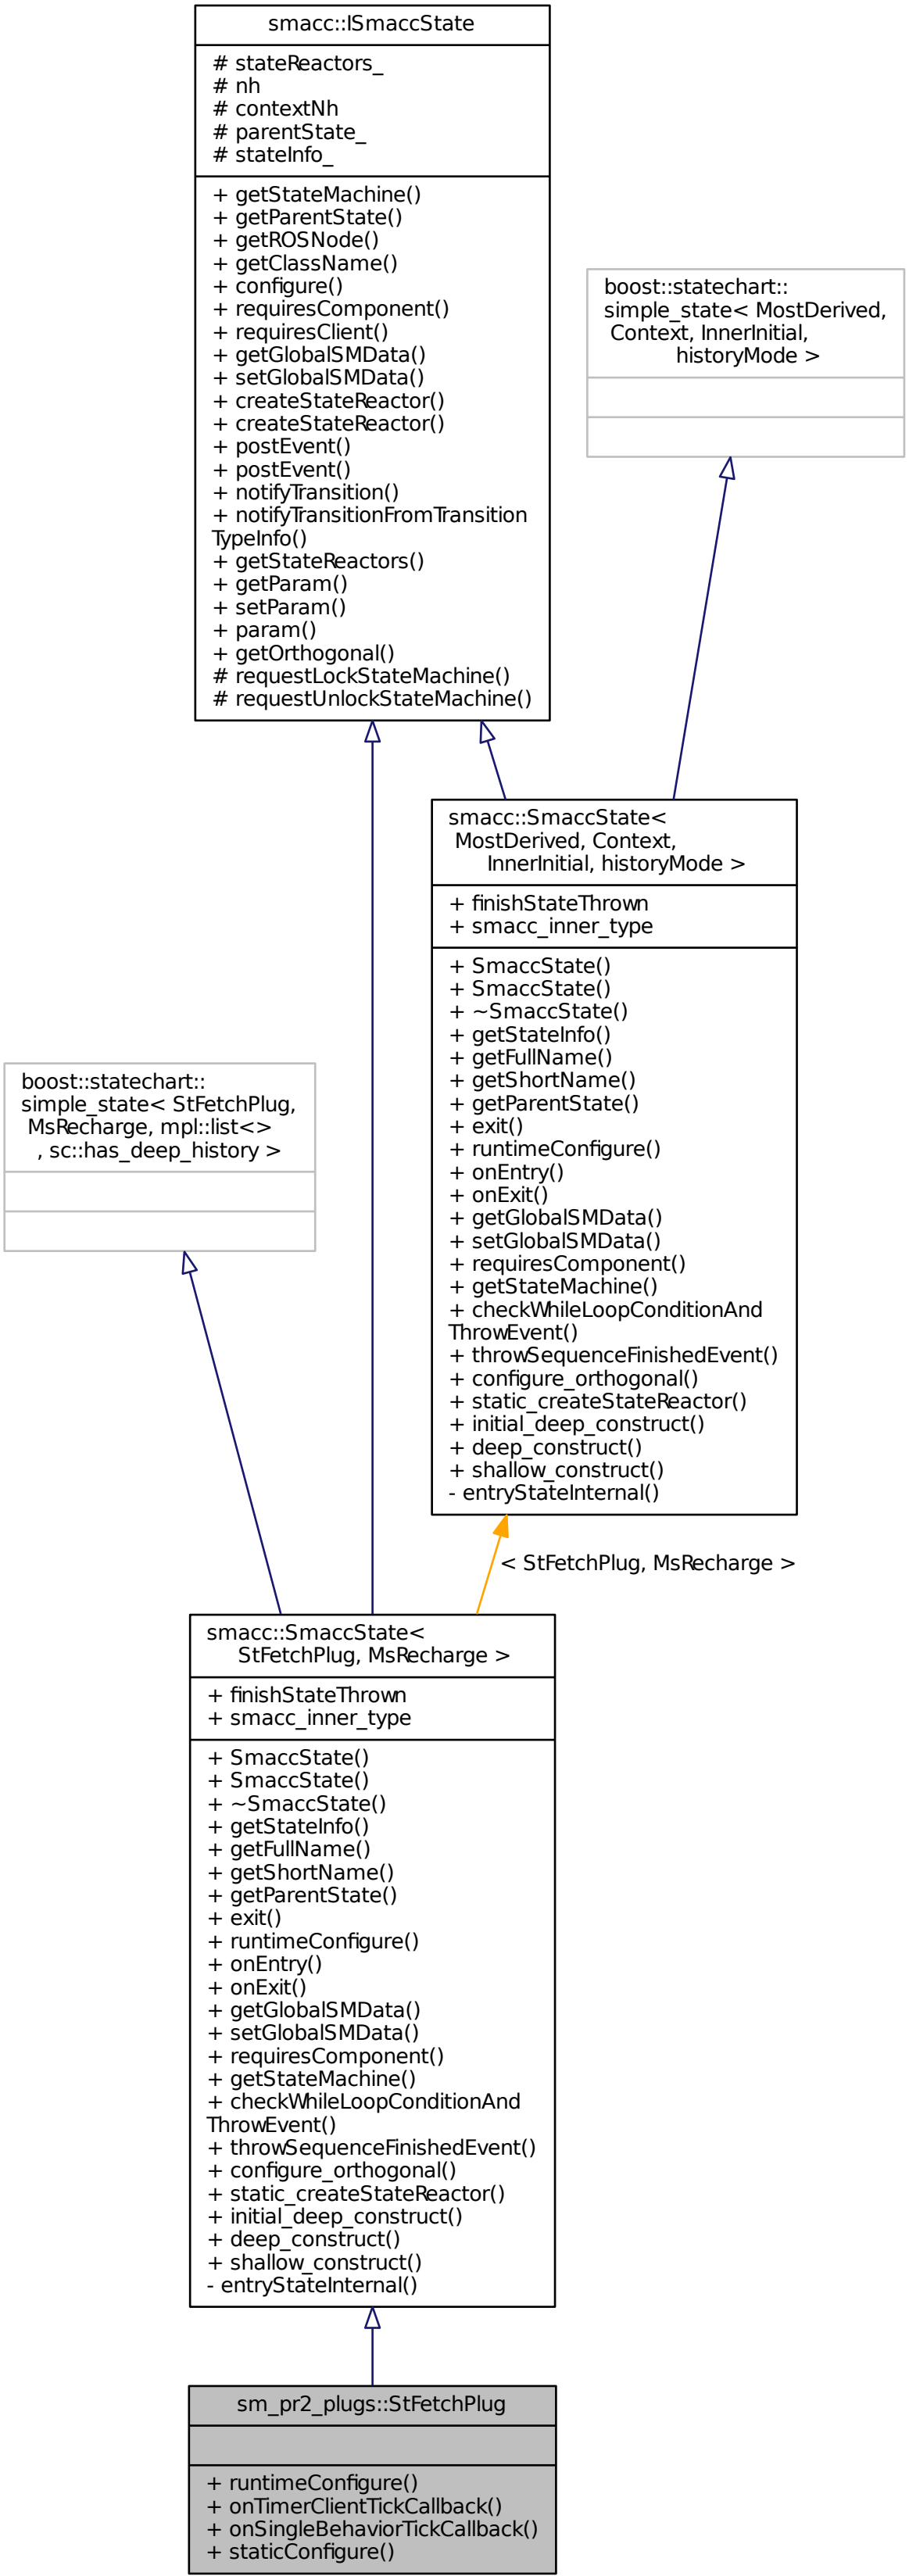 smacc::ISmaccState
# stateReactors_
# nh
# contextNh
# parentState_
# stateInfo_
+ getStateMachine()
+ getParentState()
+ getROSNode()
+ getClassName()
+ configure()
+ requiresComponent()
+ requiresClient()
+ getGlobalSMData()
+ setGlobalSMData()
+ createStateReactor()
+ createStateReactor()
+ postEvent()
+ postEvent()
+ notifyTransition()
+ notifyTransitionFromTransition
TypeInfo()
+ getStateReactors()
+ getParam()
+ setParam()
+ param()
+ getOrthogonal()
# requestLockStateMachine()
# requestUnlockStateMachine()
boost::statechart::
simple_state< MostDerived,
Context, InnerInitial,
historyMode >
smacc::SmaccState<
MostDerived, Context,
InnerInitial, historyMode >
+ finishStateThrown
+ smacc_inner_type
+ SmaccState()
+ SmaccState()
+ ~SmaccState()
+ getStateInfo()
+ getFullName()
+ getShortName()
+ getParentState()
+ exit()
+ runtimeConfigure()
+ onEntry()
+ onExit()
+ getGlobalSMData()
+ setGlobalSMData()
+ requiresComponent()
+ getStateMachine()
+ checkWhileLoopConditionAnd
ThrowEvent()
+ throwSequenceFinishedEvent()
+ configure_orthogonal()
+ static_createStateReactor()
+ initial_deep_construct()
+ deep_construct()
+ shallow_construct()
- entryStateInternal()
boost::statechart::
simple_state< StFetchPlug,
MsRecharge, mpl::list<>
, sc::has_deep_history >
< StFetchPlug, MsRecharge >
smacc::SmaccState<
StFetchPlug, MsRecharge >
+ finishStateThrown
+ smacc_inner_type
+ SmaccState()
+ SmaccState()
+ ~SmaccState()
+ getStateInfo()
+ getFullName()
+ getShortName()
+ getParentState()
+ exit()
+ runtimeConfigure()
+ onEntry()
+ onExit()
+ getGlobalSMData()
+ setGlobalSMData()
+ requiresComponent()
+ getStateMachine()
+ checkWhileLoopConditionAnd
ThrowEvent()
+ throwSequenceFinishedEvent()
+ configure_orthogonal()
+ static_createStateReactor()
+ initial_deep_construct()
+ deep_construct()
+ shallow_construct()
- entryStateInternal()
sm_pr2_plugs::StFetchPlug
+ runtimeConfigure()
+ onTimerClientTickCallback()
+ onSingleBehaviorTickCallback()
+ staticConfigure()